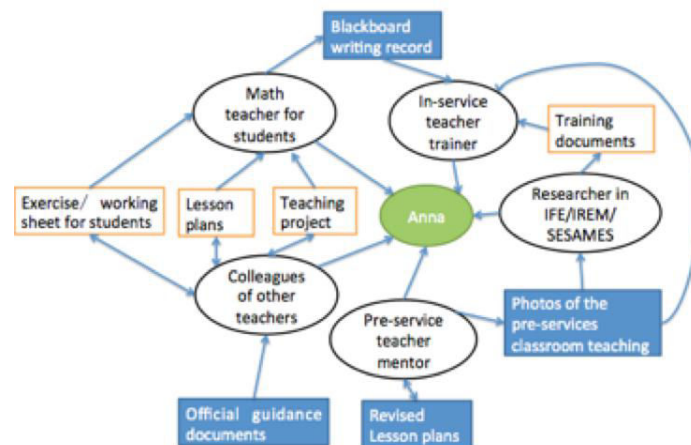 Blackboard
writing record
Math
teacher for
students
In-service
teacher
trainer
Training
documents
Exercise/ working
sheet for students
Lesson
plans
Teaching
project
Anna
Researcher in
IFE/IREM/
SESAMES
Colleagues
of other
teachers
Pre-service
teacher
mentor
Photos of the
pre-services
classroom teaching
Official guidance
documents
Revised
Lesson plans